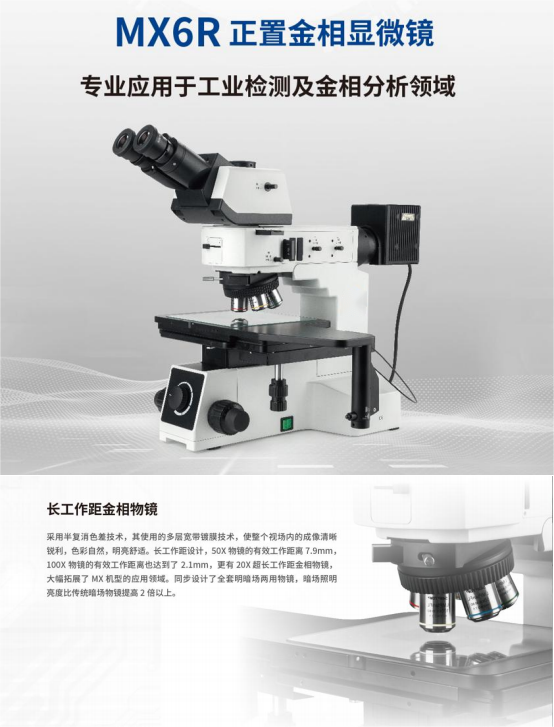 MX6R 正置金相显微镜
专业应用于工业检测及金相分析领域
长工作距金相物镜
采用半复消色差技术，其使用的多层宽带镀膜技术，使整个视场内的成像清晰
锐利，色彩自然，明亮舒适。长工作距设计，50X 物镜的有效工作距离 7.9mm，
100X 物镜的有效工作距离也达到了 2.1mm，更有 20X 超长工作距金相物镜，
大幅拓展了 MX 机型的应用领域。同步设计了全套明暗场两用物镜，暗场照明
亮度比传统暗场物镜提高 2 倍以上。